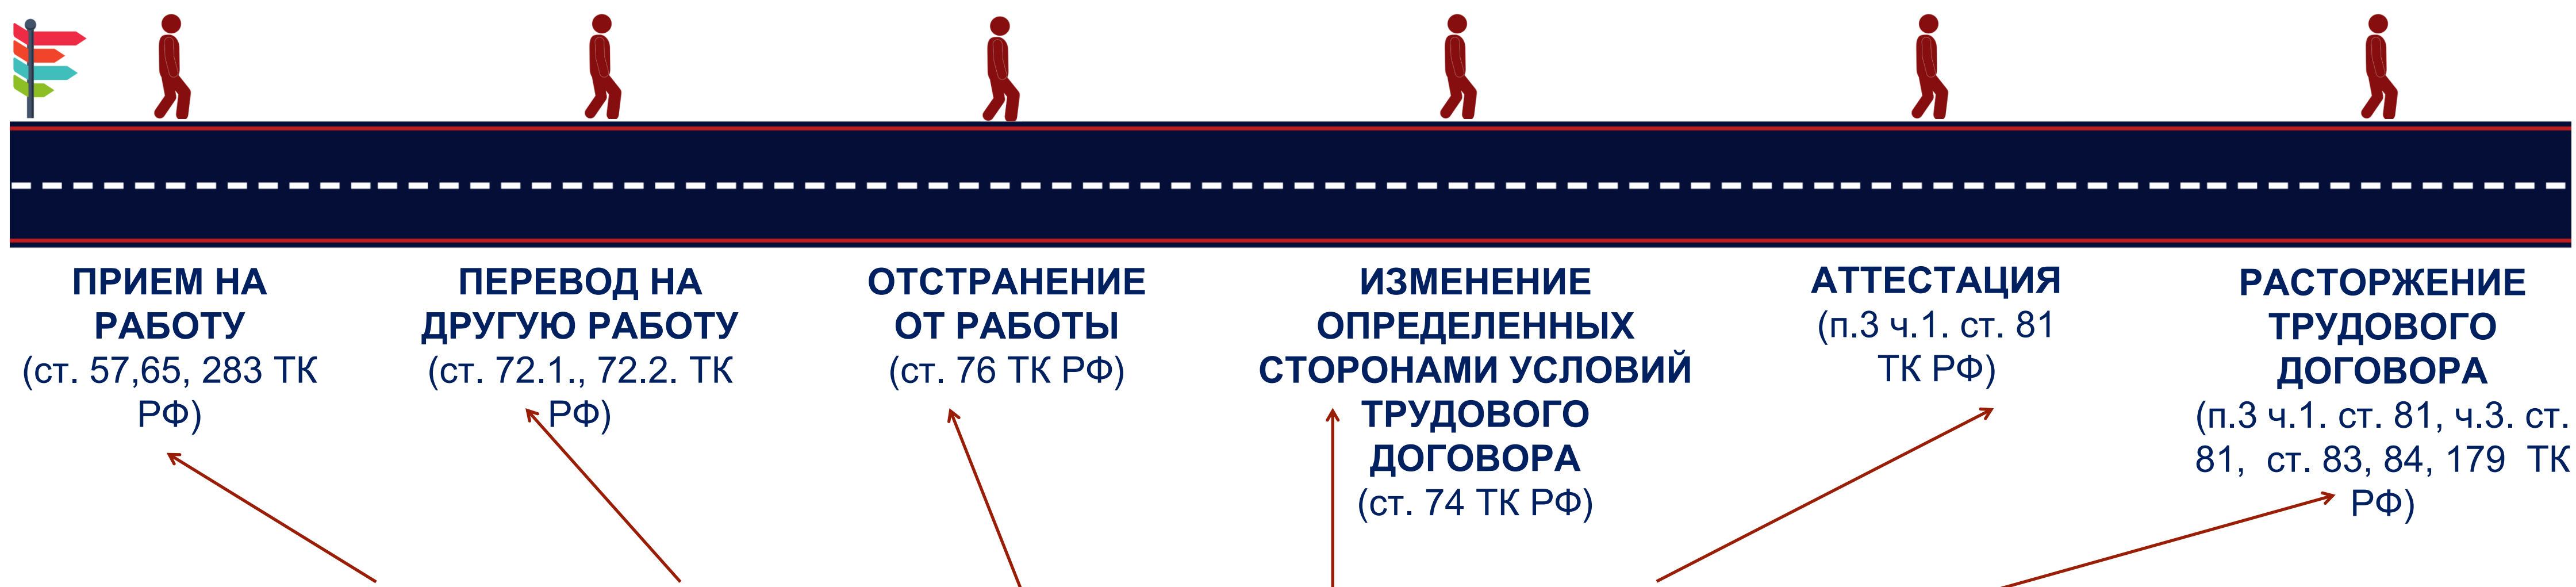 ПРИЕМ НА
РАБОТУ
(ст. 57,65, 283 ТК
РФ)
ПЕРЕВОД НА
ДРУГУЮ РАБОТУ
(ст. 72.1., 72.2. ТК
РФ)
ОТСТРАНЕНИЕ
ОТ РАБОТЫ
(ст. 76 ТК РФ)
ИЗМЕНЕНИЕ
ОПРЕДЕЛЕННЫХ
СТОРОНАМИ УСЛОВИЙ
ТРУДОВОГО
ДОГОВОРА
(ст. 74 ТК РФ)
АТТЕСТАЦИЯ
(п.3 ч.1. ст. 81
ТК РФ)
РАСТОРЖЕНИЕ
ТРУДОВОГО
ДОГОВОРА
(п.3 ч.1. ст. 81, ч.3. ст.
81, ст. 83, 84, 179 ТК
РФ)